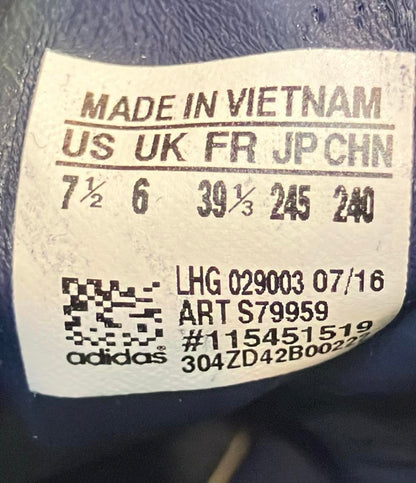 MADE IN VIETNAM
US UK FR JP CHN
7½ 6 39⅓ 245 240
LHG 029003 07/16
ART S79959
#115451519
adidas®